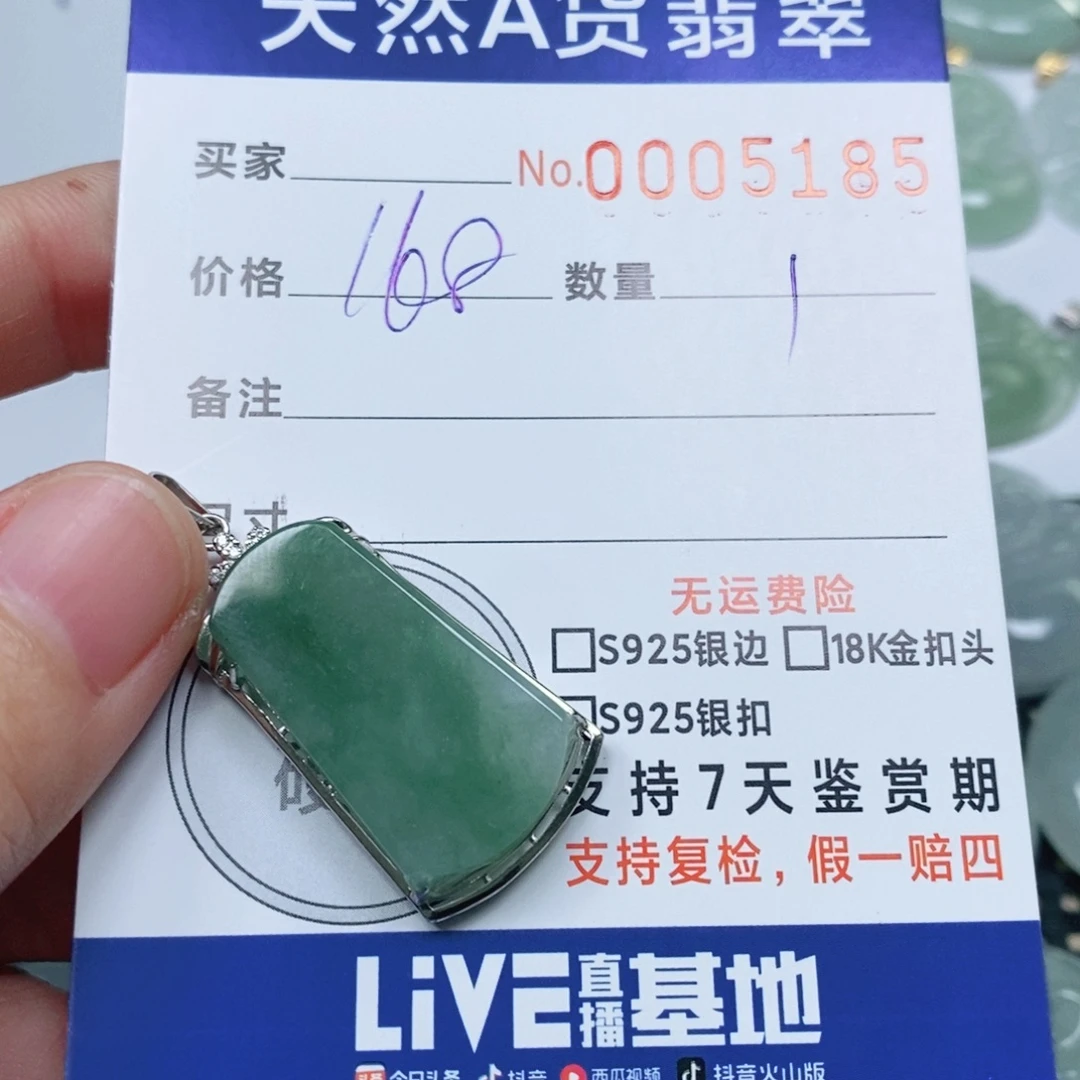 天然A货翡翠
买家 No.0005185
价格 168 数量 1
备注
尺寸
无运费险
□S925银边 □18K金扣头
□S925银扣
支持7天鉴赏期
支持复检，假一赔四
LiVE直播基地
头条 今日头条 抖音 西瓜视频 抖音火山版